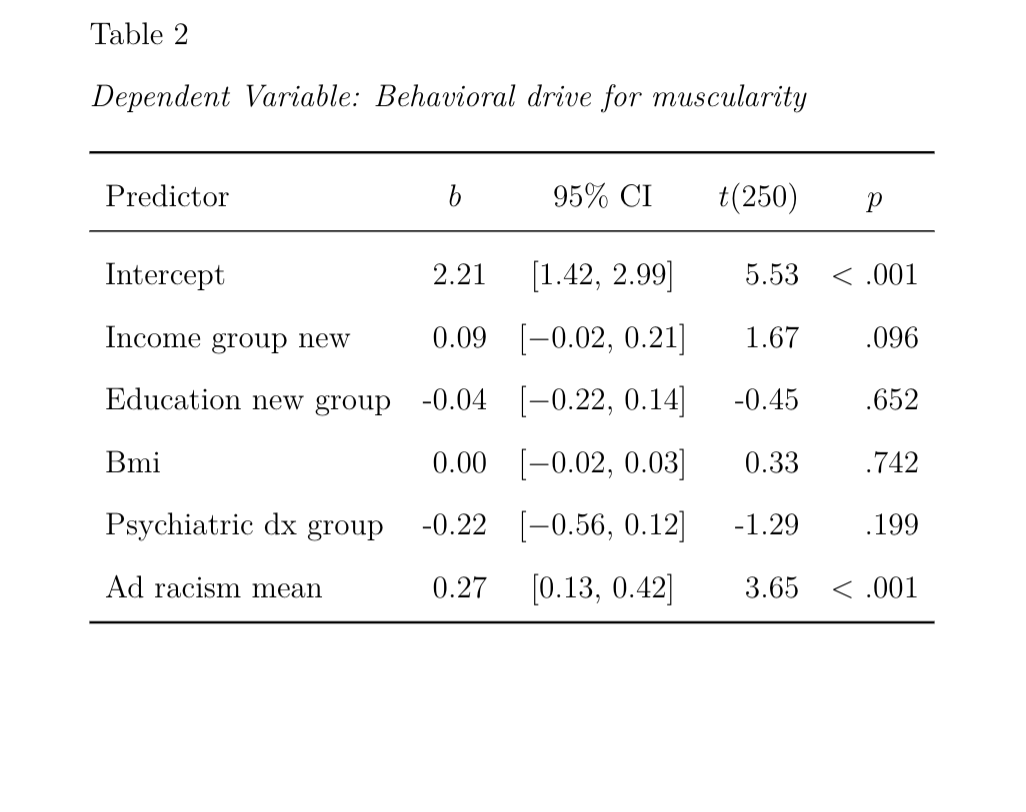 Table 2
Dependent Variable: Behavioral drive for muscularity
Predictor b 95% CI t(250) p
Intercept 2.21 [1.42, 2.99] 5.53 < .001
Income group new 0.09 [−0.02, 0.21] 1.67 .096
Education new group -0.04 [−0.22, 0.14] -0.45 .652
Bmi 0.00 [−0.02, 0.03] 0.33 .742
Psychiatric dx group -0.22 [−0.56, 0.12] -1.29 .199
Ad racism mean 0.27 [0.13, 0.42] 3.65 < .001